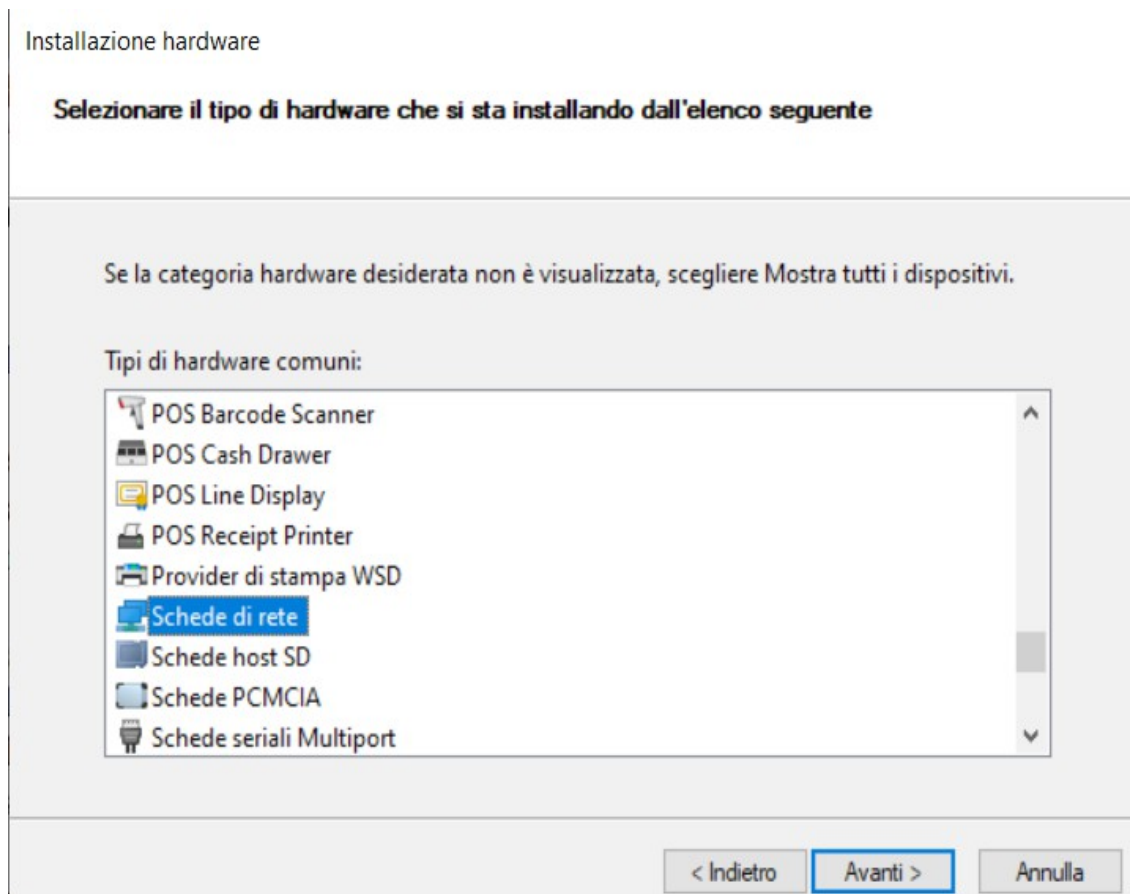 Installazione hardware
Selezionare il tipo di hardware che si sta installando dall'elenco seguente
Se la categoria hardware desiderata non è visualizzata, scegliere Mostra tutti i dispositivi.
Tipi di hardware comuni:
POS Barcode Scanner
POS Cash Drawer
POS Line Display
POS Receipt Printer
Provider di stampa WSD
Schede di rete
Schede host SD
Schede PCMCIA
Schede seriali Multiport
< Indietro
Avanti >
Annulla